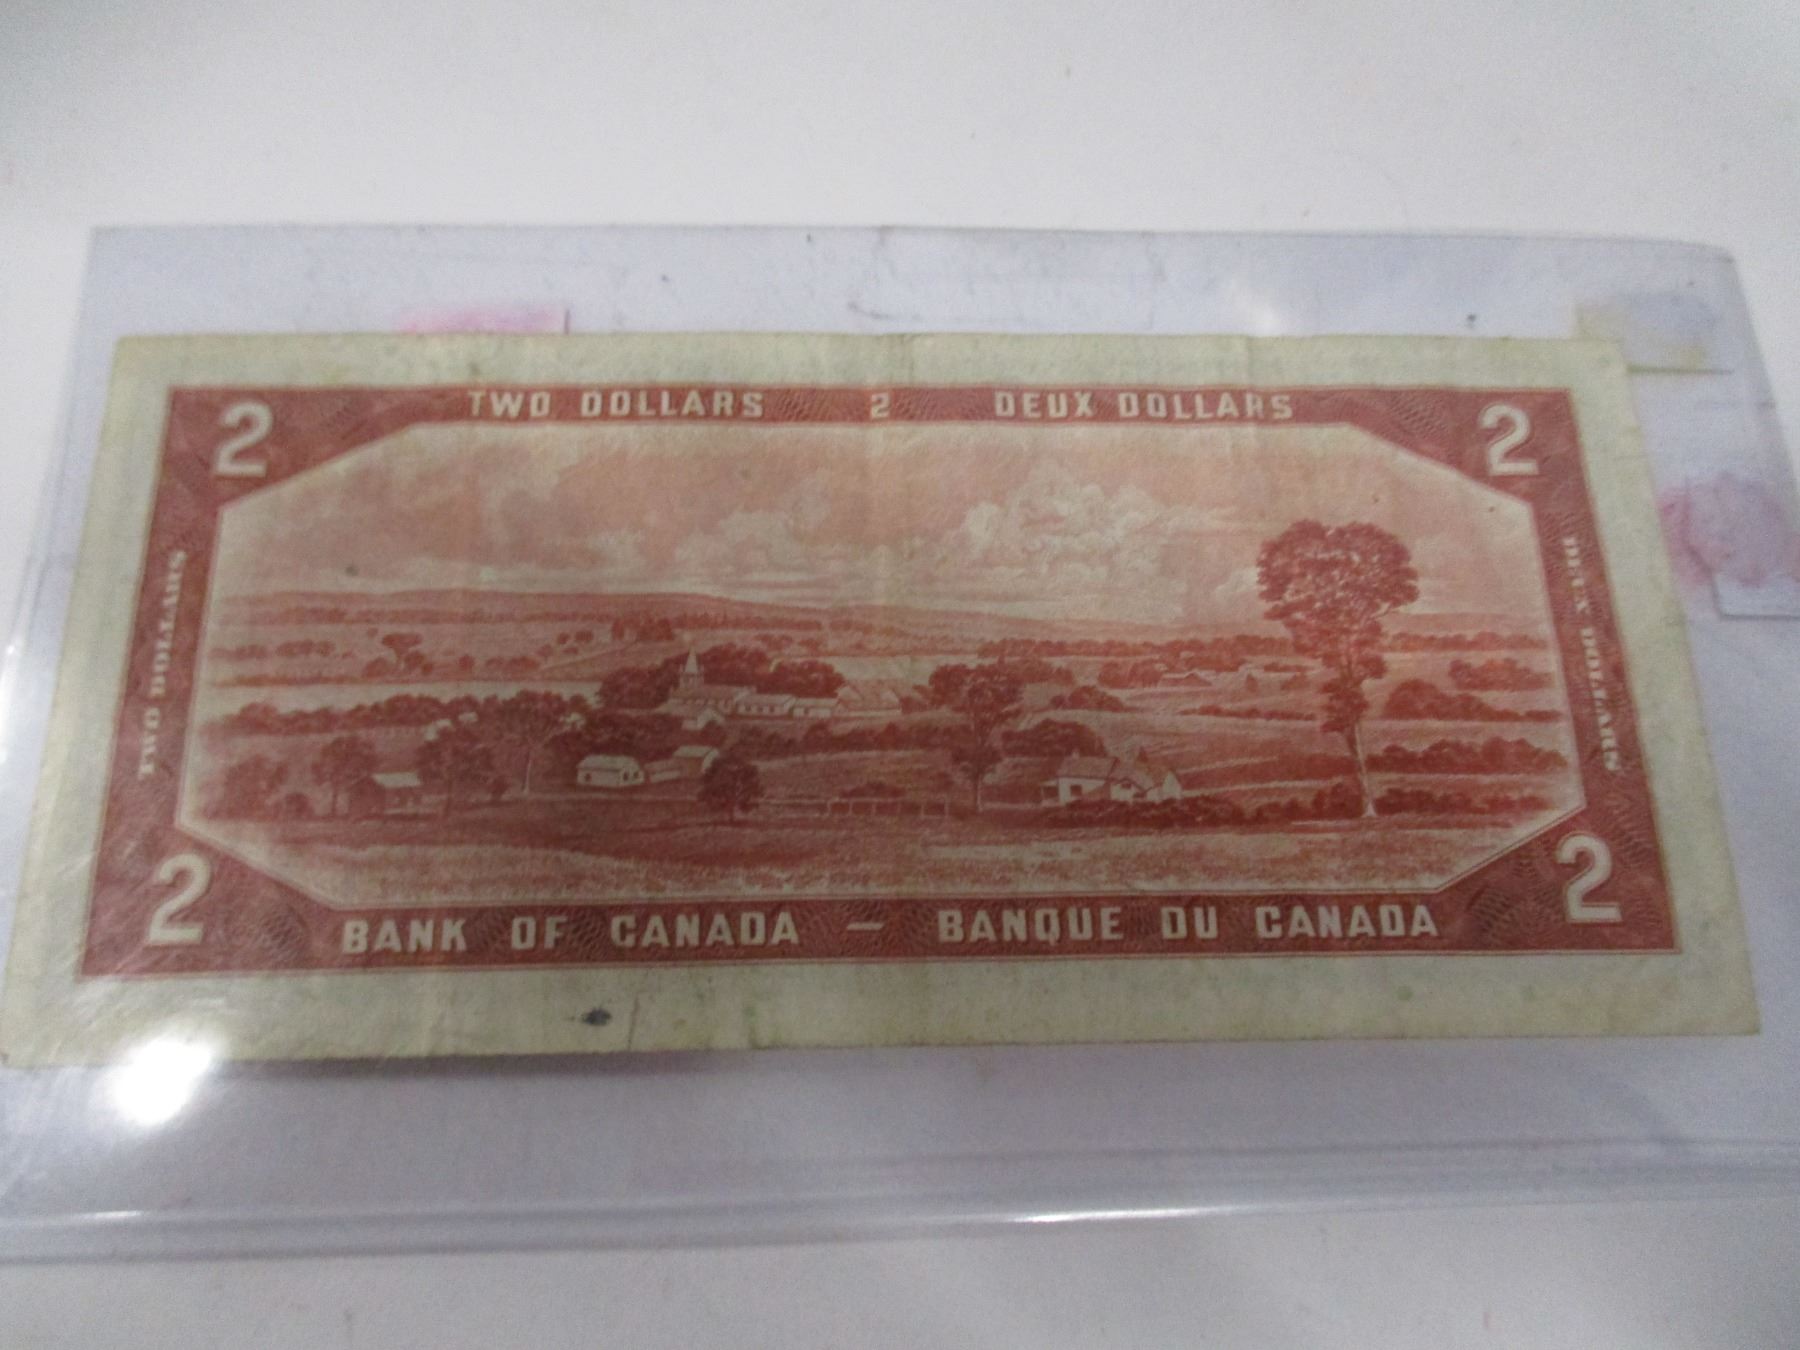 2 TWO DOLLARS 2 DEUX DOLLARS 2
TWO DOLLARS
DEUX DOLLARS
2 BANK OF CANADA — BANQUE DU CANADA 2